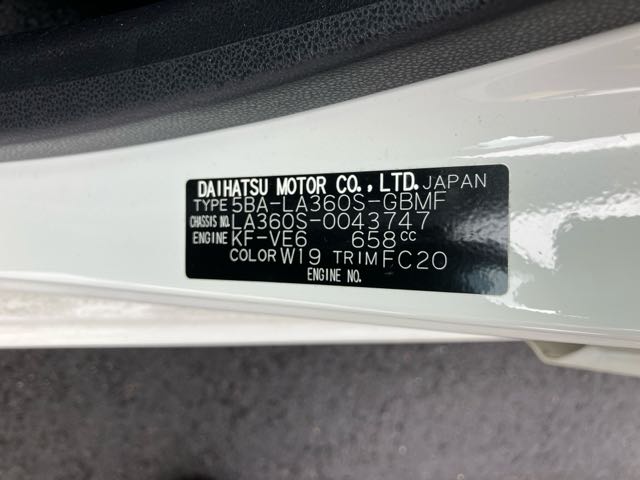 DAIHATSU MOTOR CO., LTD. JAPAN
TYPE 5BA-LA360S-GBMF
CHASSIS NO. LA360S-0043747
ENGINE KF-VE6 658cc
COLOR W19 TRIM FC20
ENGINE NO.